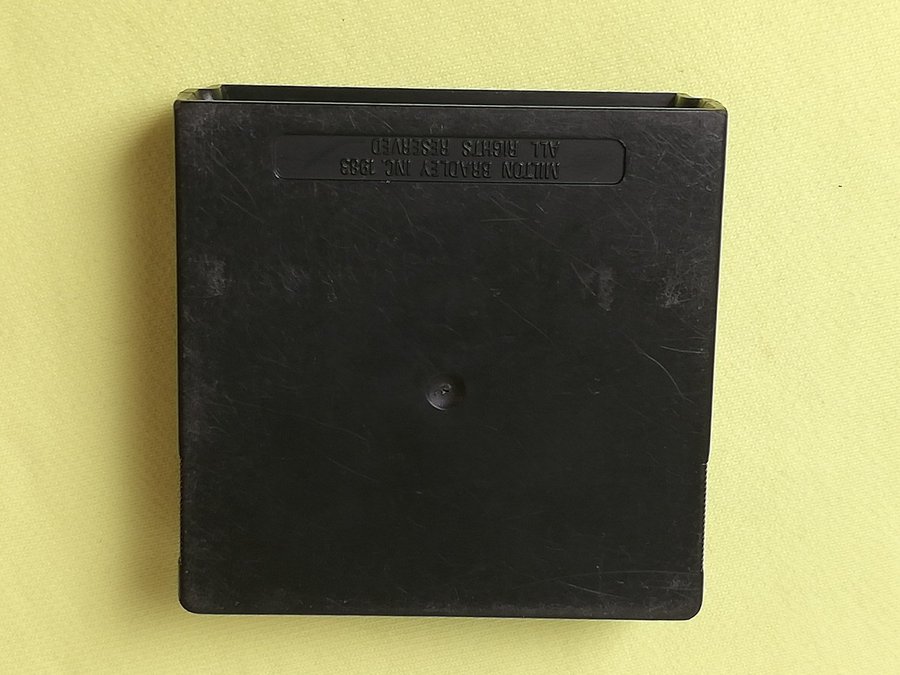 MILTON BRADLEY INC. 1983
ALL RIGHTS RESERVED